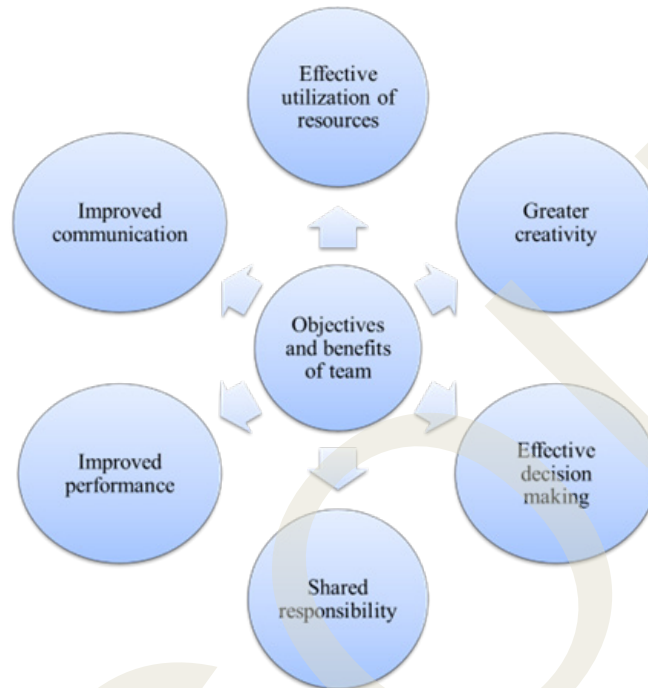 Effective
utilization of
resources
Improved
communication
Greater
creativity
Objectives
and benefits
of team
Improved
performance
Effective
decision
making
Shared
responsibility